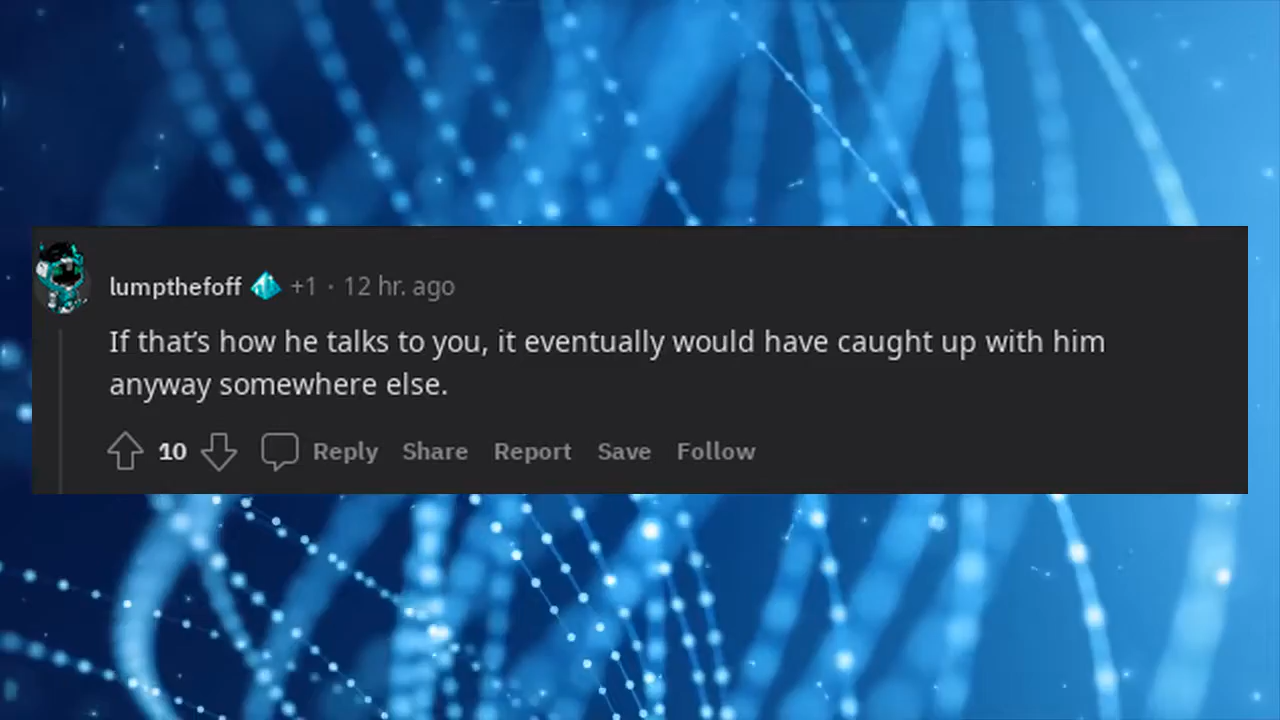 lumpthefoff +1 · 12 hr. ago
If that’s how he talks to you, it eventually would have caught up with him
anyway somewhere else.
10 Reply Share Report Save Follow